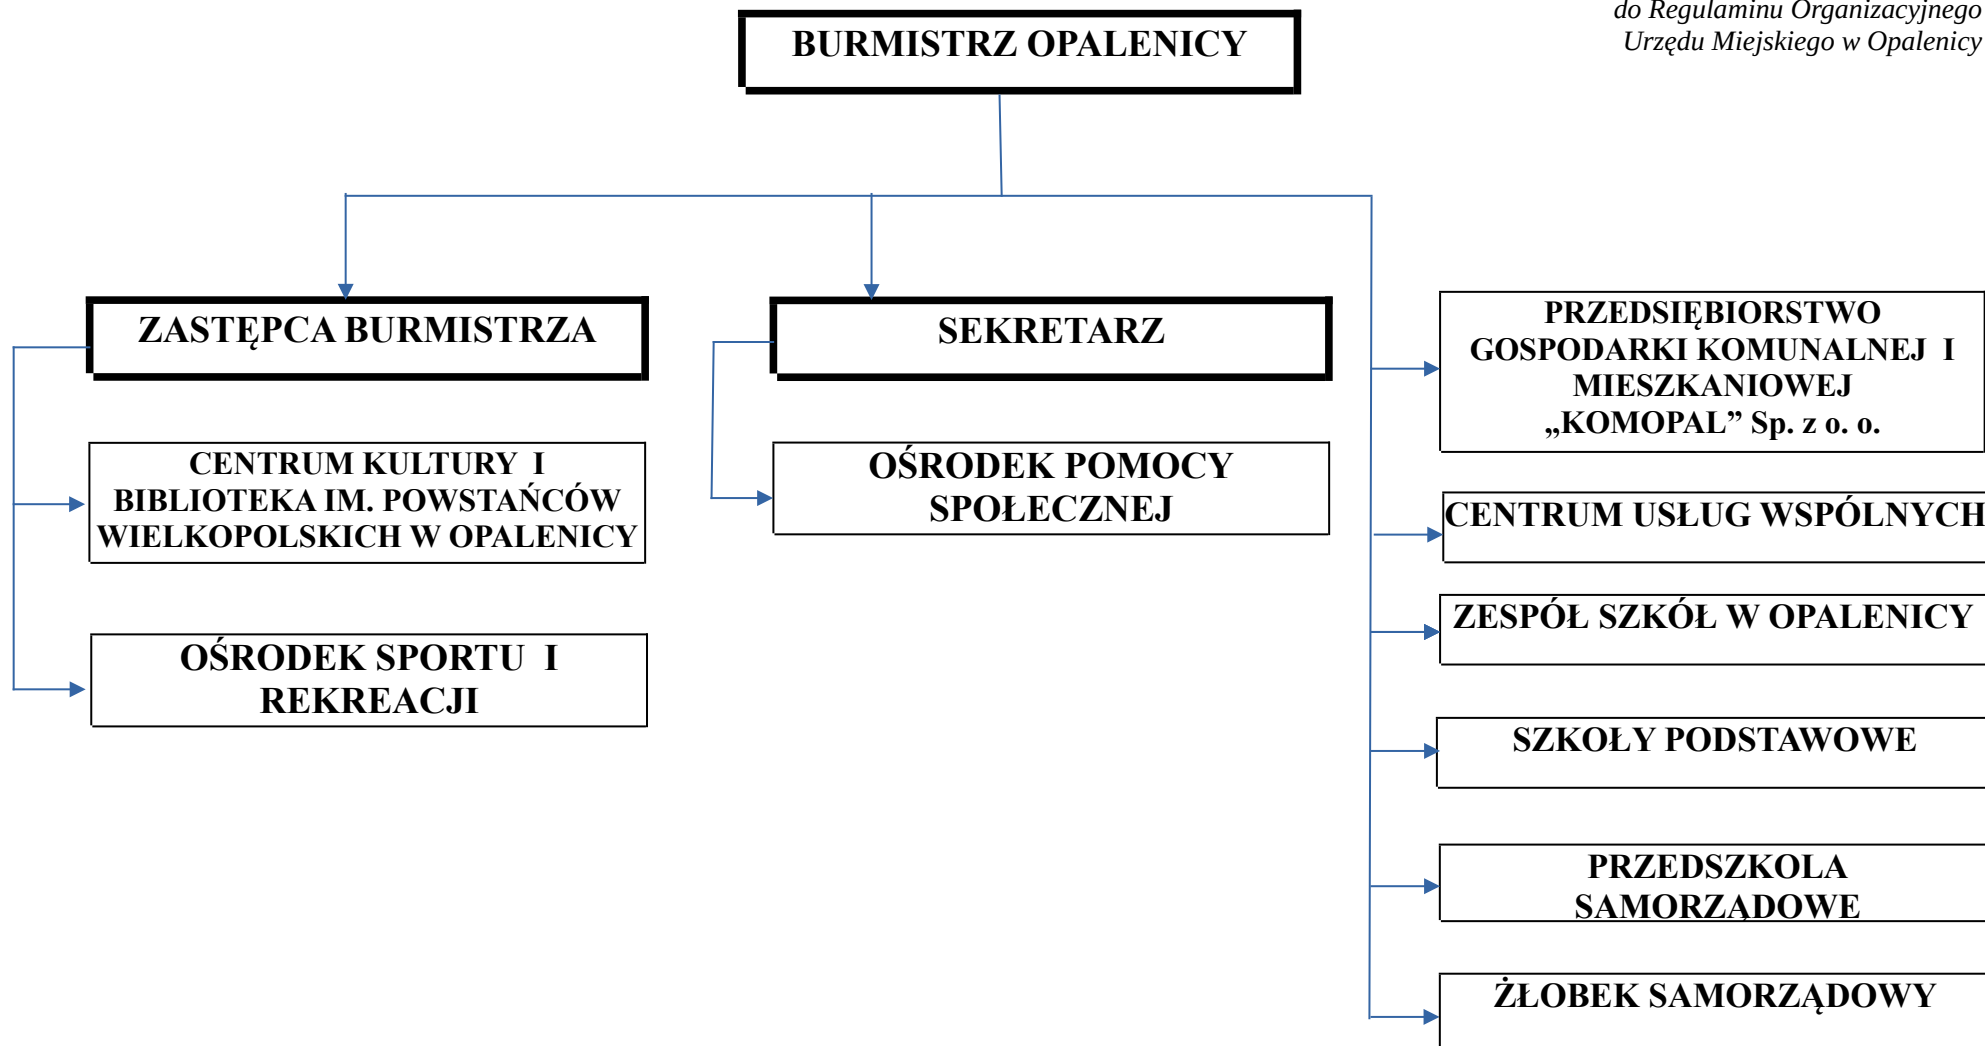 do Regulaminu Organizacyjnego
Urzędu Miejskiego w Opalenicy
BURMISTRZ OPALENICY
ZASTĘPCA BURMISTRZA
CENTRUM KULTURY I
BIBLIOTEKA IM. POWSTAŃCÓW
WIELKOPOLSKICH W OPALENICY
OŚRODEK SPORTU I
REKREACJI
SEKRETARZ
OŚRODEK POMOCY
SPOŁECZNEJ
PRZEDSIĘBIORSTWO
GOSPODARKI KOMUNALNEJ I
MIESZKANIOWEJ
„KOMOPAL” Sp. z o. o.
CENTRUM USŁUG WSPÓLNYCH
ZESPÓŁ SZKÓŁ W OPALENICY
SZKOŁY PODSTAWOWE
PRZEDSZKOLA
SAMORZĄDOWE
ŻŁOBEK SAMORZĄDOWY